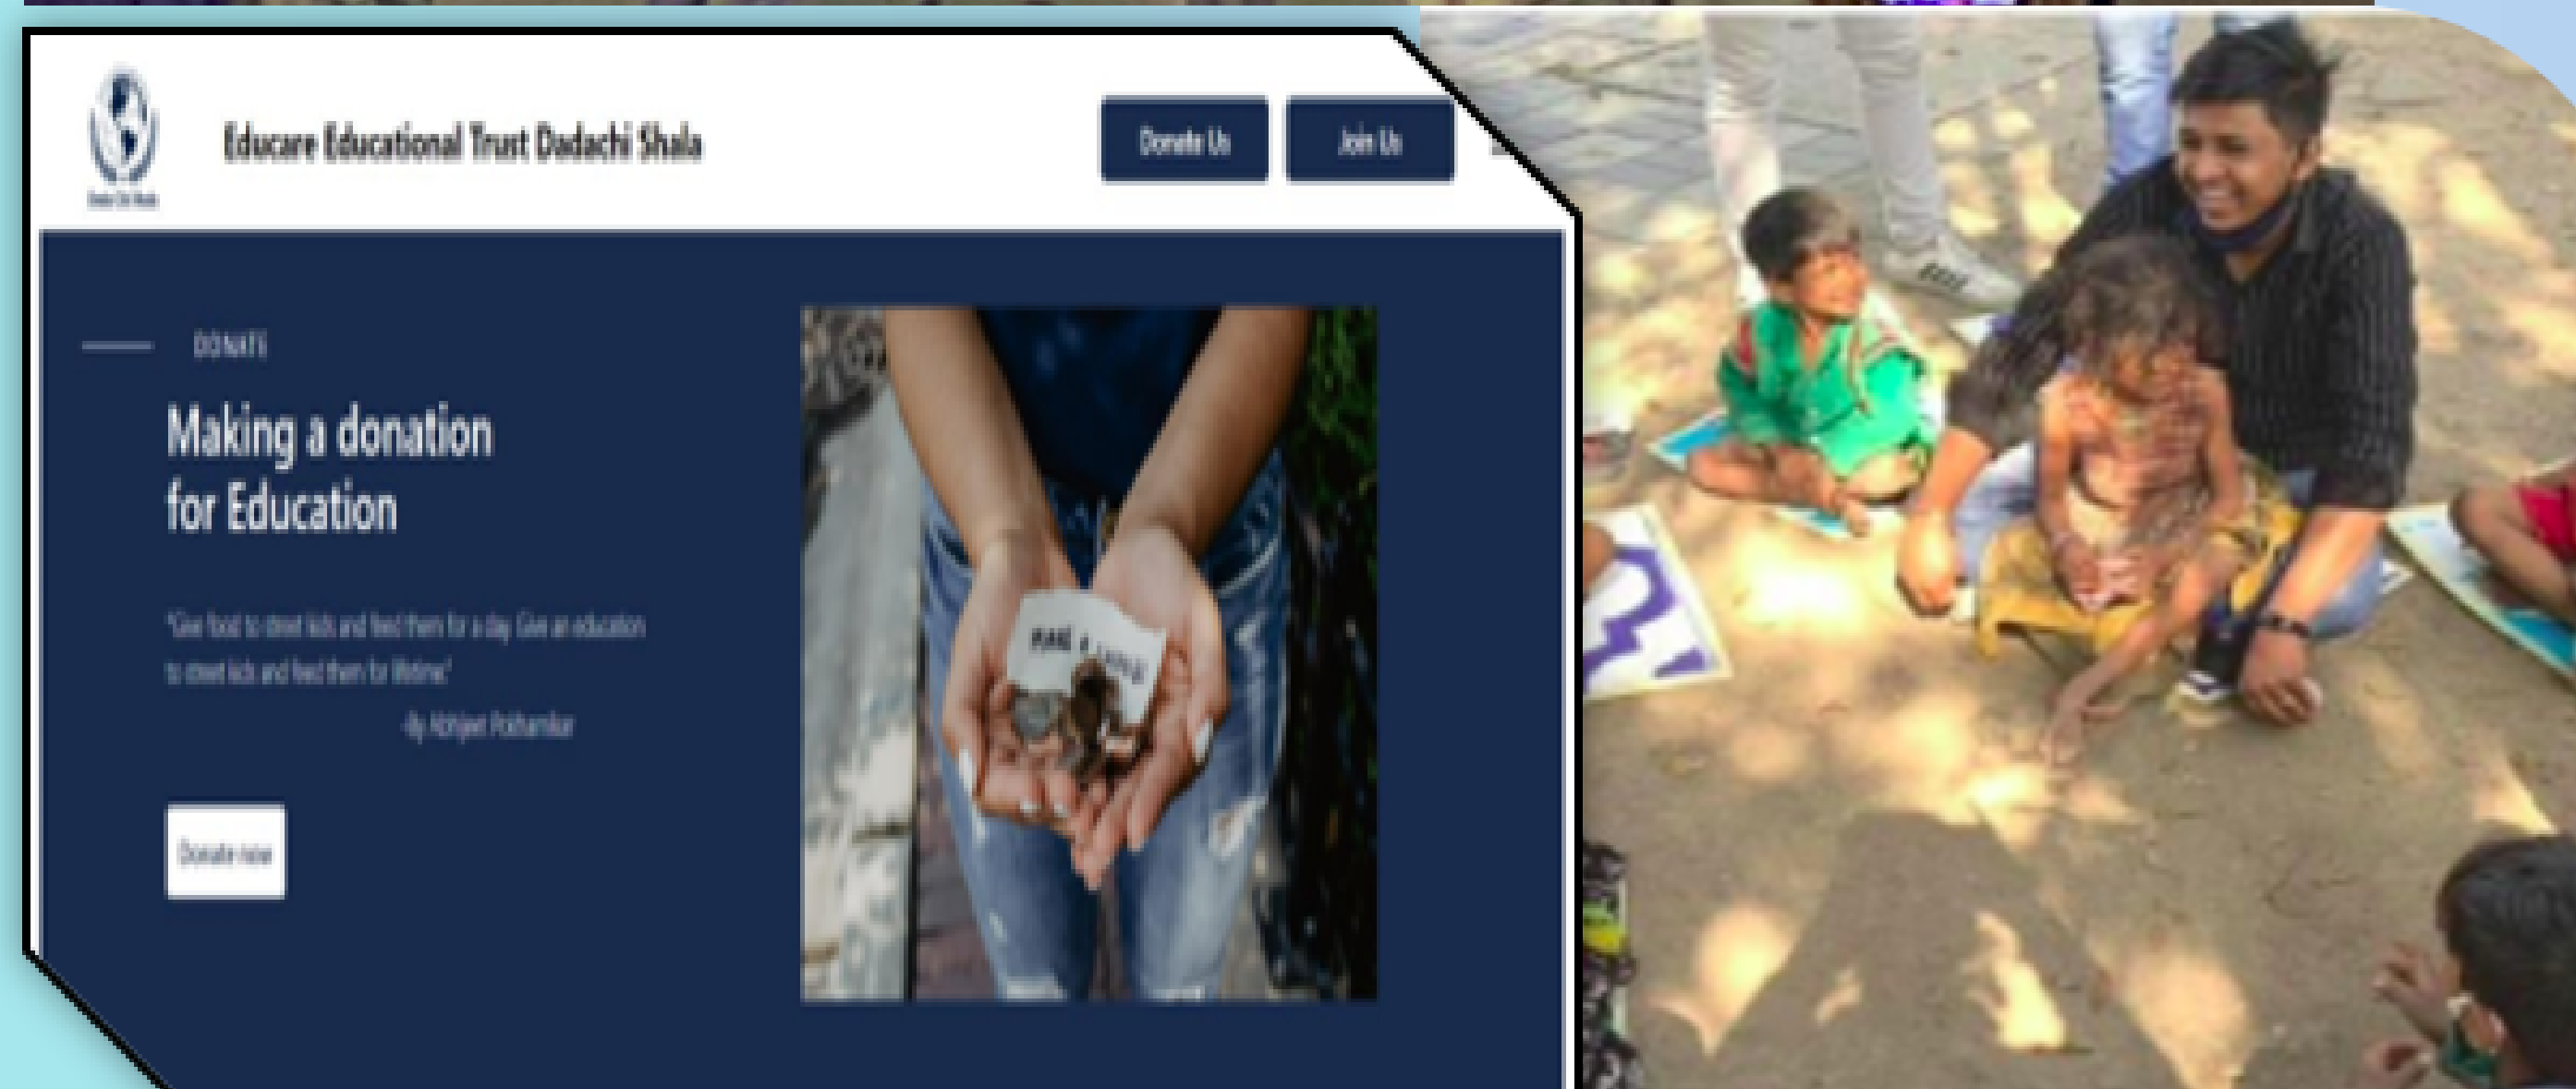 Educare Educational Trust Dadachi Shala
Donate Us
Join Us
DONATE
Making a donation
for Education
"Give food to street kids and feed them for a day. Give an education
to street kids and feed them for lifetime."
-By Abhijeet Pokharnikar
Donate now